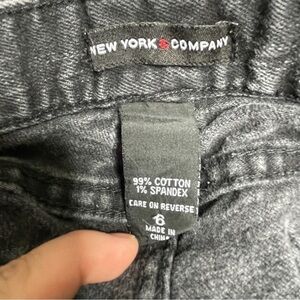 NEW YORK & COMPANY
99% COTTON
1% SPANDEX
CARE ON REVERSE
6
MADE IN
CHINA